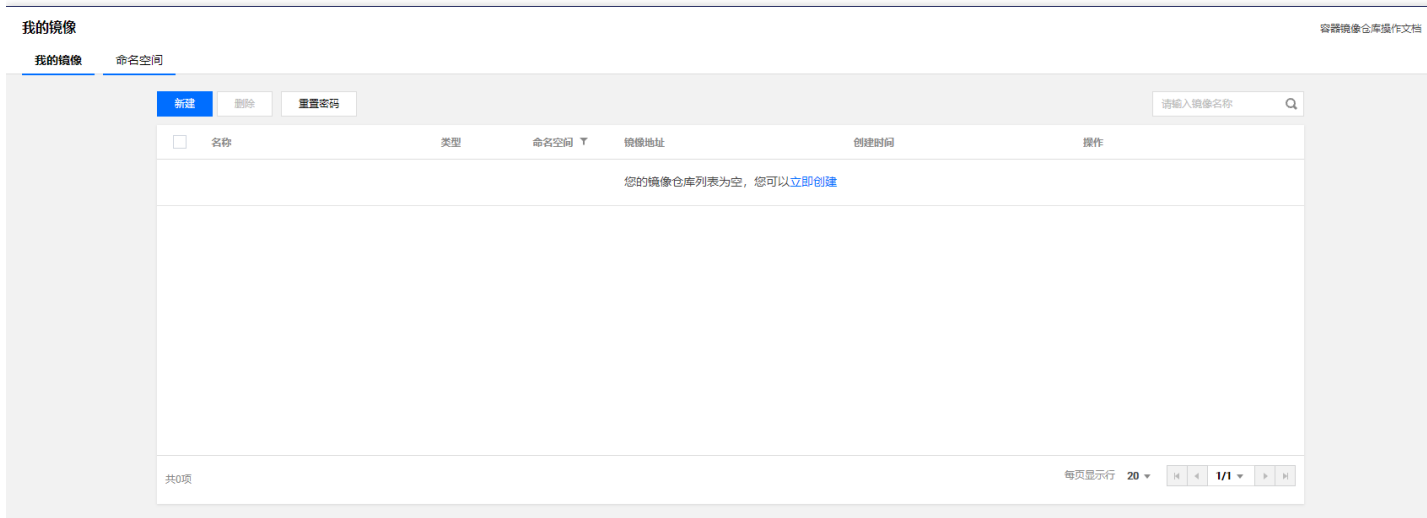 我的镜像 容器镜像仓库操作文档
我的镜像 命名空间
新建 删除 重置密码 请输入镜像名称
名称 类型 命名空间 镜像地址 创建时间 操作
您的镜像仓库列表为空，您可以立即创建
共0项 每页显示行 20 1/1